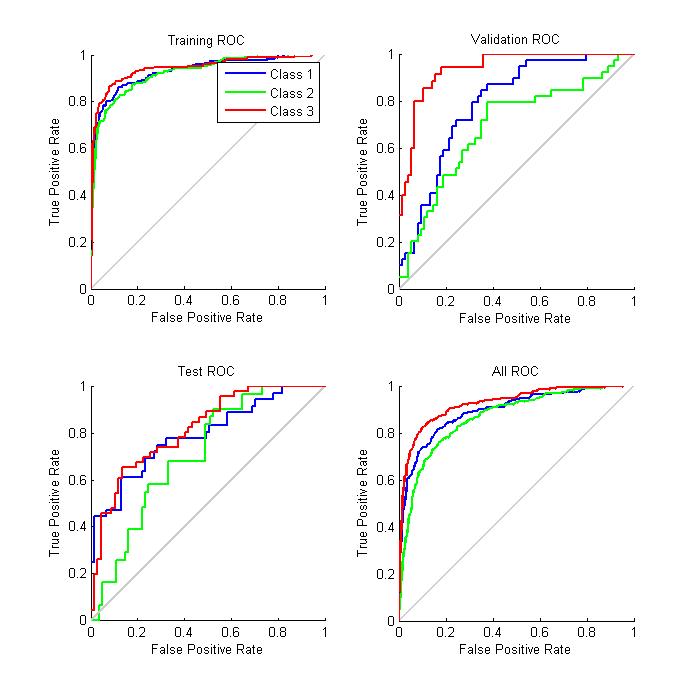 Training ROC
1
0.8
0.6
0.4
0.2
0
True Positive Rate
Class 1
Class 2
Class 3
0 0.2 0.4 0.6 0.8 1
False Positive Rate
Validation ROC
1
0.8
0.6
0.4
0.2
0
True Positive Rate
0 0.2 0.4 0.6 0.8 1
False Positive Rate
Test ROC
1
0.8
0.6
0.4
0.2
0
True Positive Rate
0 0.2 0.4 0.6 0.8 1
False Positive Rate
All ROC
1
0.8
0.6
0.4
0.2
0
True Positive Rate
0 0.2 0.4 0.6 0.8 1
False Positive Rate